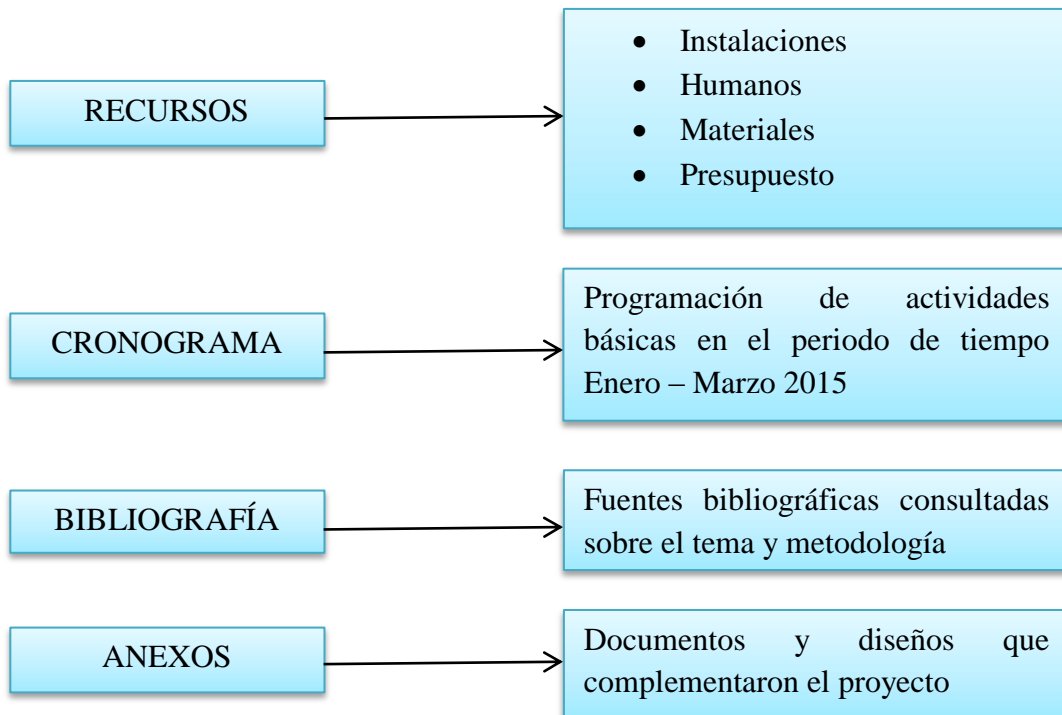 RECURSOS
• Instalaciones
• Humanos
• Materiales
• Presupuesto
CRONOGRAMA
Programación de actividades
básicas en el periodo de tiempo
Enero – Marzo 2015
BIBLIOGRAFÍA
Fuentes bibliográficas consultadas
sobre el tema y metodología
ANEXOS
Documentos y diseños que
complementaron el proyecto